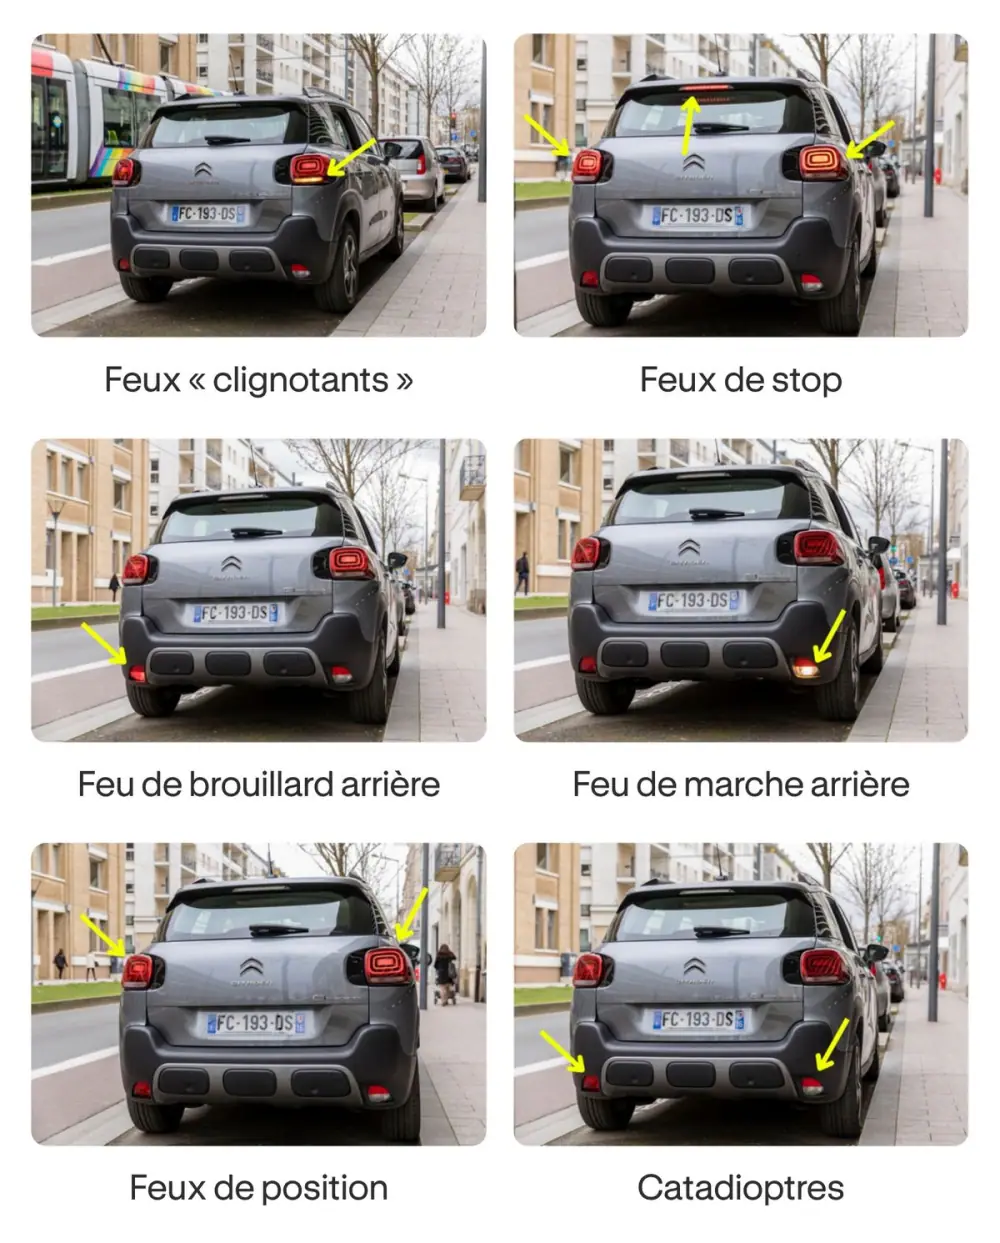 FC-193-DS
FC-193-DS
Feux « clignotants »
Feux de stop
FC-193-DS
FC-193-DS
Feu de brouillard arrière
Feu de marche arrière
FC-193-DS
FC-193-DS
Feux de position
Catadioptres